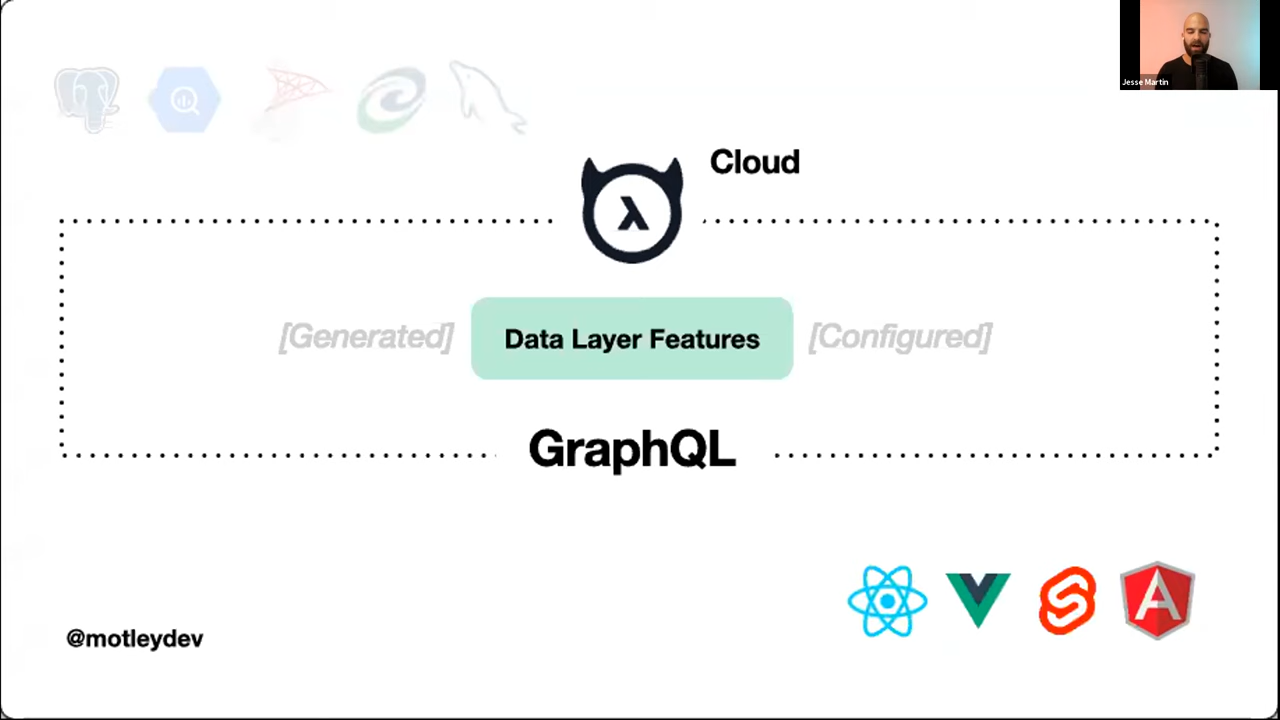 Jesse Martin
Cloud
λ
[Generated]
Data Layer Features
[Configured]
GraphQL
@motleydev